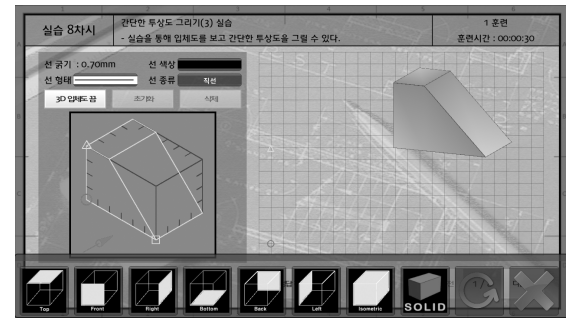 실습 8차시
간단한 투상도 그리기(3) 실습
- 실습을 통해 입체도를 보고 간단한 투상도을 그릴 수 있다.
1 훈련
훈련시간 : 00:00:30
선 굵기 : 0.70mm
선 색상
선 형태
선 종류
직선
3D 입체도 끔
초기화
삭제
Top
Front
Right
Bottom
Back
Left
Isometric
SOLID
1 /